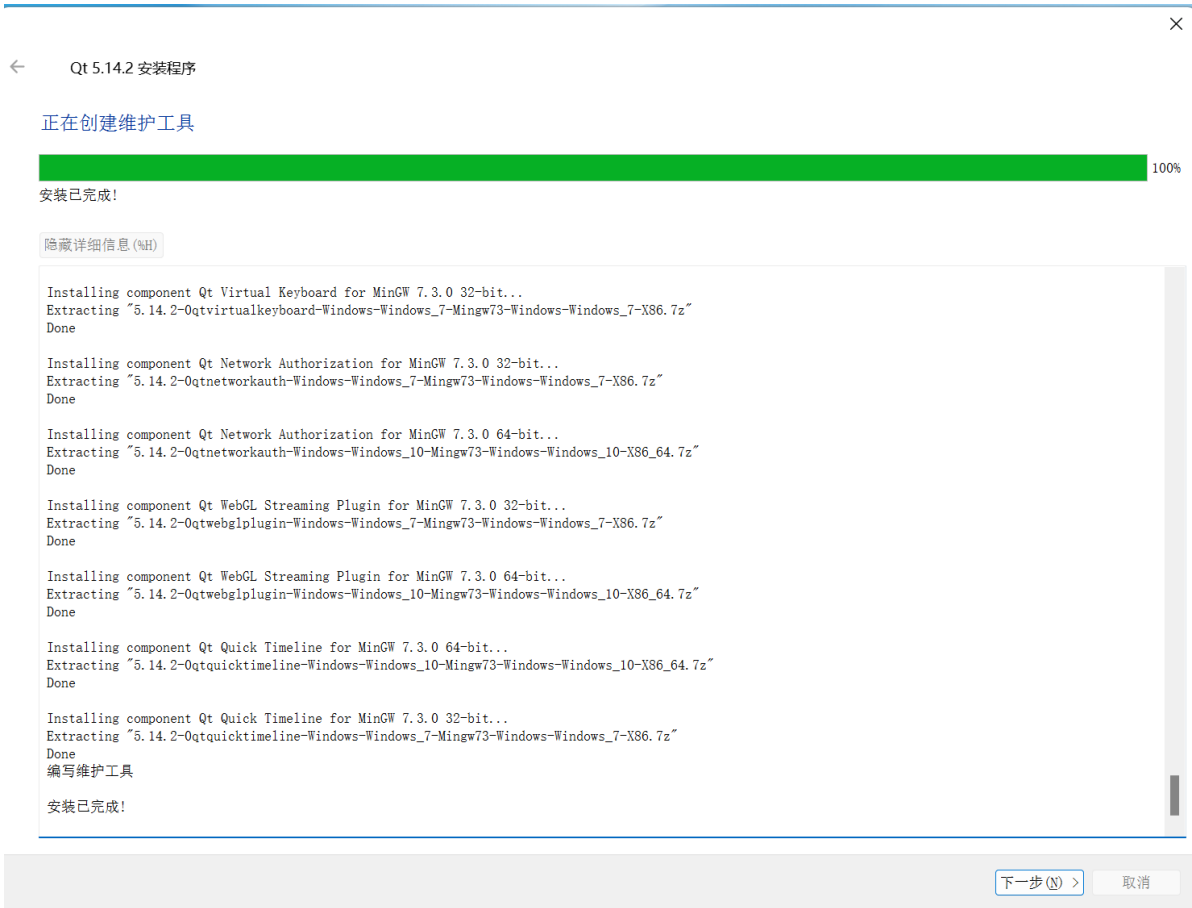 Qt 5.14.2 安装程序
正在创建维护工具
100%
安装已完成!
隐藏详细信息(%H)
Installing component Qt Virtual Keyboard for MinGW 7.3.0 32-bit...
Extracting "5.14.2-0qtvirtualkeyboard-Windows-Windows_7-Mingw73-Windows-Windows_7-X86.7z"
Done
Installing component Qt Network Authorization for MinGW 7.3.0 32-bit...
Extracting "5.14.2-0qtnetworkauth-Windows-Windows_7-Mingw73-Windows-Windows_7-X86.7z"
Done
Installing component Qt Network Authorization for MinGW 7.3.0 64-bit...
Extracting "5.14.2-0qtnetworkauth-Windows-Windows_10-Mingw73-Windows-Windows_10-X86_64.7z"
Done
Installing component Qt WebGL Streaming Plugin for MinGW 7.3.0 32-bit...
Extracting "5.14.2-0qtwebglplugin-Windows-Windows_7-Mingw73-Windows-Windows_7-X86.7z"
Done
Installing component Qt WebGL Streaming Plugin for MinGW 7.3.0 64-bit...
Extracting "5.14.2-0qtwebglplugin-Windows-Windows_10-Mingw73-Windows-Windows_10-X86_64.7z"
Done
Installing component Qt Quick Timeline for MinGW 7.3.0 64-bit...
Extracting "5.14.2-0qtquicktimeline-Windows-Windows_10-Mingw73-Windows-Windows_10-X86_64.7z"
Done
Installing component Qt Quick Timeline for MinGW 7.3.0 32-bit...
Extracting "5.14.2-0qtquicktimeline-Windows-Windows_7-Mingw73-Windows-Windows_7-X86.7z"
Done
编写维护工具
安装已完成!
下一步(N) >
取消